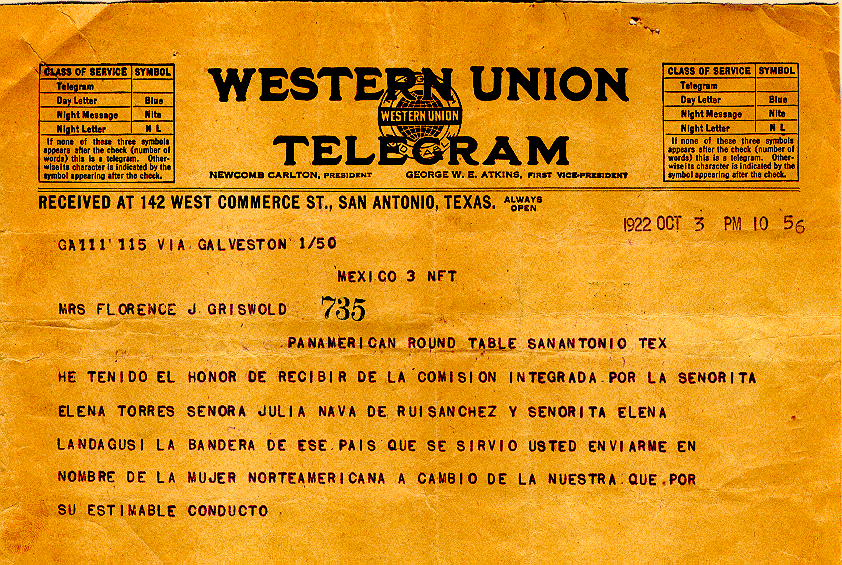 CLASS OF SERVICE SYMBOL
Telegram
Day Letter Blue
Night Message Nite
Night Letter N L
If none of these three symbols
appears after the check (number of
words) this is a telegram. Other-
wise its character is indicated by the
symbol appearing after the check.
WESTERN UNION
WESTERN UNION
TELEGRAM
NEWCOMB CARLTON, PRESIDENT GEORGE W. E. ATKINS, FIRST VICE-PRESIDENT
CLASS OF SERVICE SYMBOL
Telegram
Day Letter Blue
Night Message Nite
Night Letter N L
If none of these three symbols
appears after the check (number of
words) this is a telegram. Other-
wise its character is indicated by the
symbol appearing after the check.
RECEIVED AT 142 WEST COMMERCE ST., SAN ANTONIO, TEXAS. ALWAYS OPEN
1922 OCT 3 PM 10 56
GA111 115 VIA GALVESTON 1/50
MEXICO 3 NFT
MRS FLORENCE J GRISWOLD 735
PANAMERICAN ROUND TABLE SANANTONIO TEX
HE TENIDO EL HONOR DE RECIBIR DE LA COMISION INTEGRADA POR LA SENORITA
ELENA TORRES SENORA JULIA NAVA DE RUISANCHEZ Y SENORITA ELENA
LANDAGUSI LA BANDERA DE ESE PAIS QUE SE SIRVIO USTED ENVIARME EN
NOMBRE DE LA MUJER NORTEAMERICANA A CAMBIO DE LA NUESTRA QUE POR
SU ESTIMABLE CONDUCTO